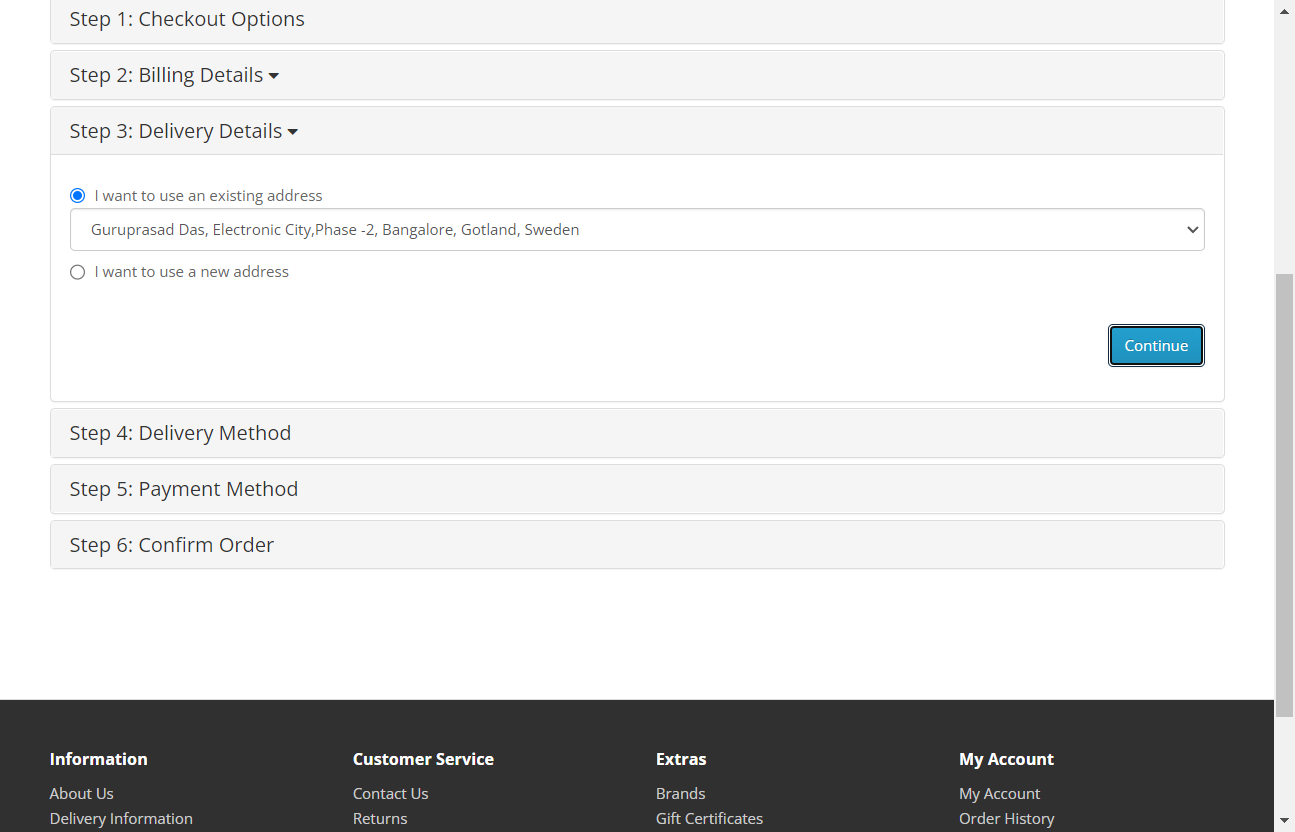 Step 1: Checkout Options
Step 2: Billing Details
Step 3: Delivery Details
I want to use an existing address
Guruprasad Das, Electronic City,Phase -2, Bangalore, Gotland, Sweden
I want to use a new address
Continue
Step 4: Delivery Method
Step 5: Payment Method
Step 6: Confirm Order
Information Customer Service Extras My Account
About Us Contact Us Brands My Account
Delivery Information Returns Gift Certificates Order History